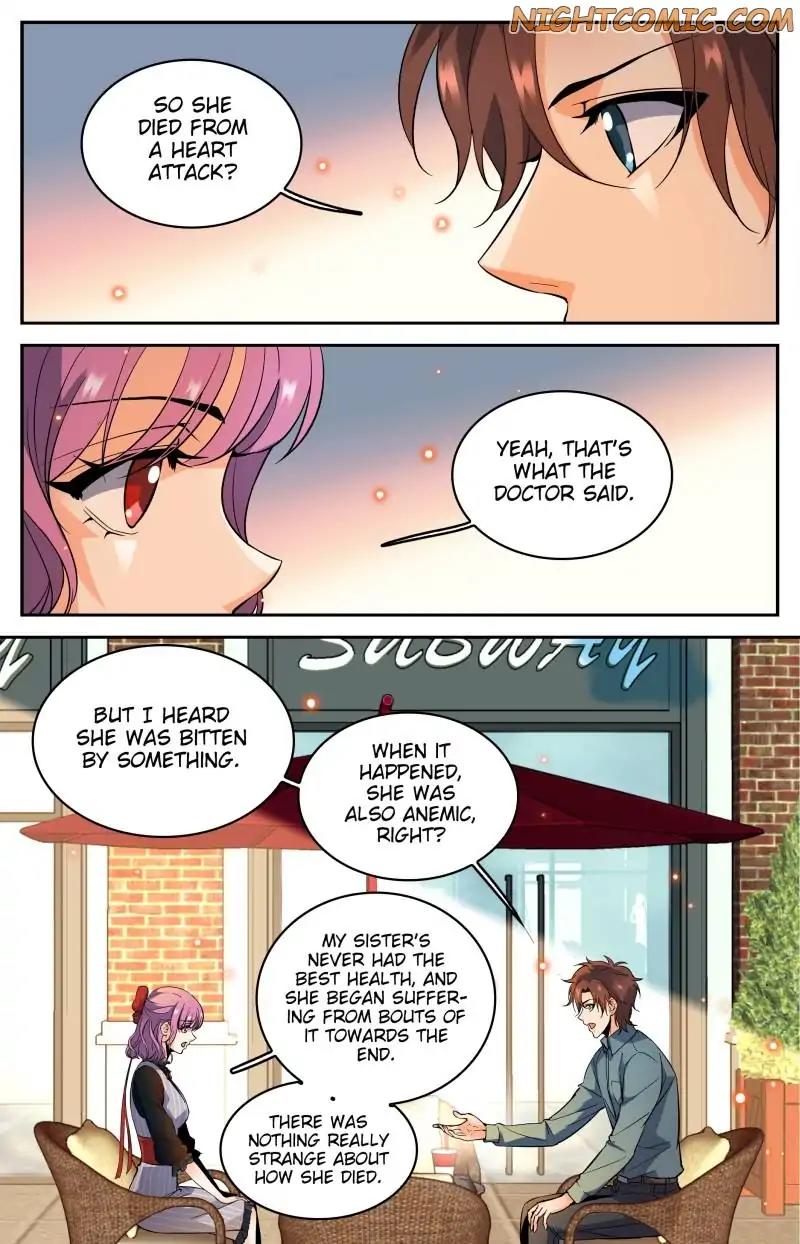 NIGHTCOMIC.COM
SO SHE
DIED FROM
A HEART
ATTACK?
YEAH, THAT'S
WHAT THE
DOCTOR SAID.
SUBWAY
BUT I HEARD
SHE WAS BITTEN
BY SOMETHING.
WHEN IT
HAPPENED,
SHE WAS
ALSO ANEMIC,
RIGHT?
MY SISTER'S
NEVER HAD THE
BEST HEALTH, AND
SHE BEGAN SUFFER-
ING FROM BOUTS OF
IT TOWARDS THE
END.
THERE WAS
NOTHING REALLY
STRANGE ABOUT
HOW SHE DIED.